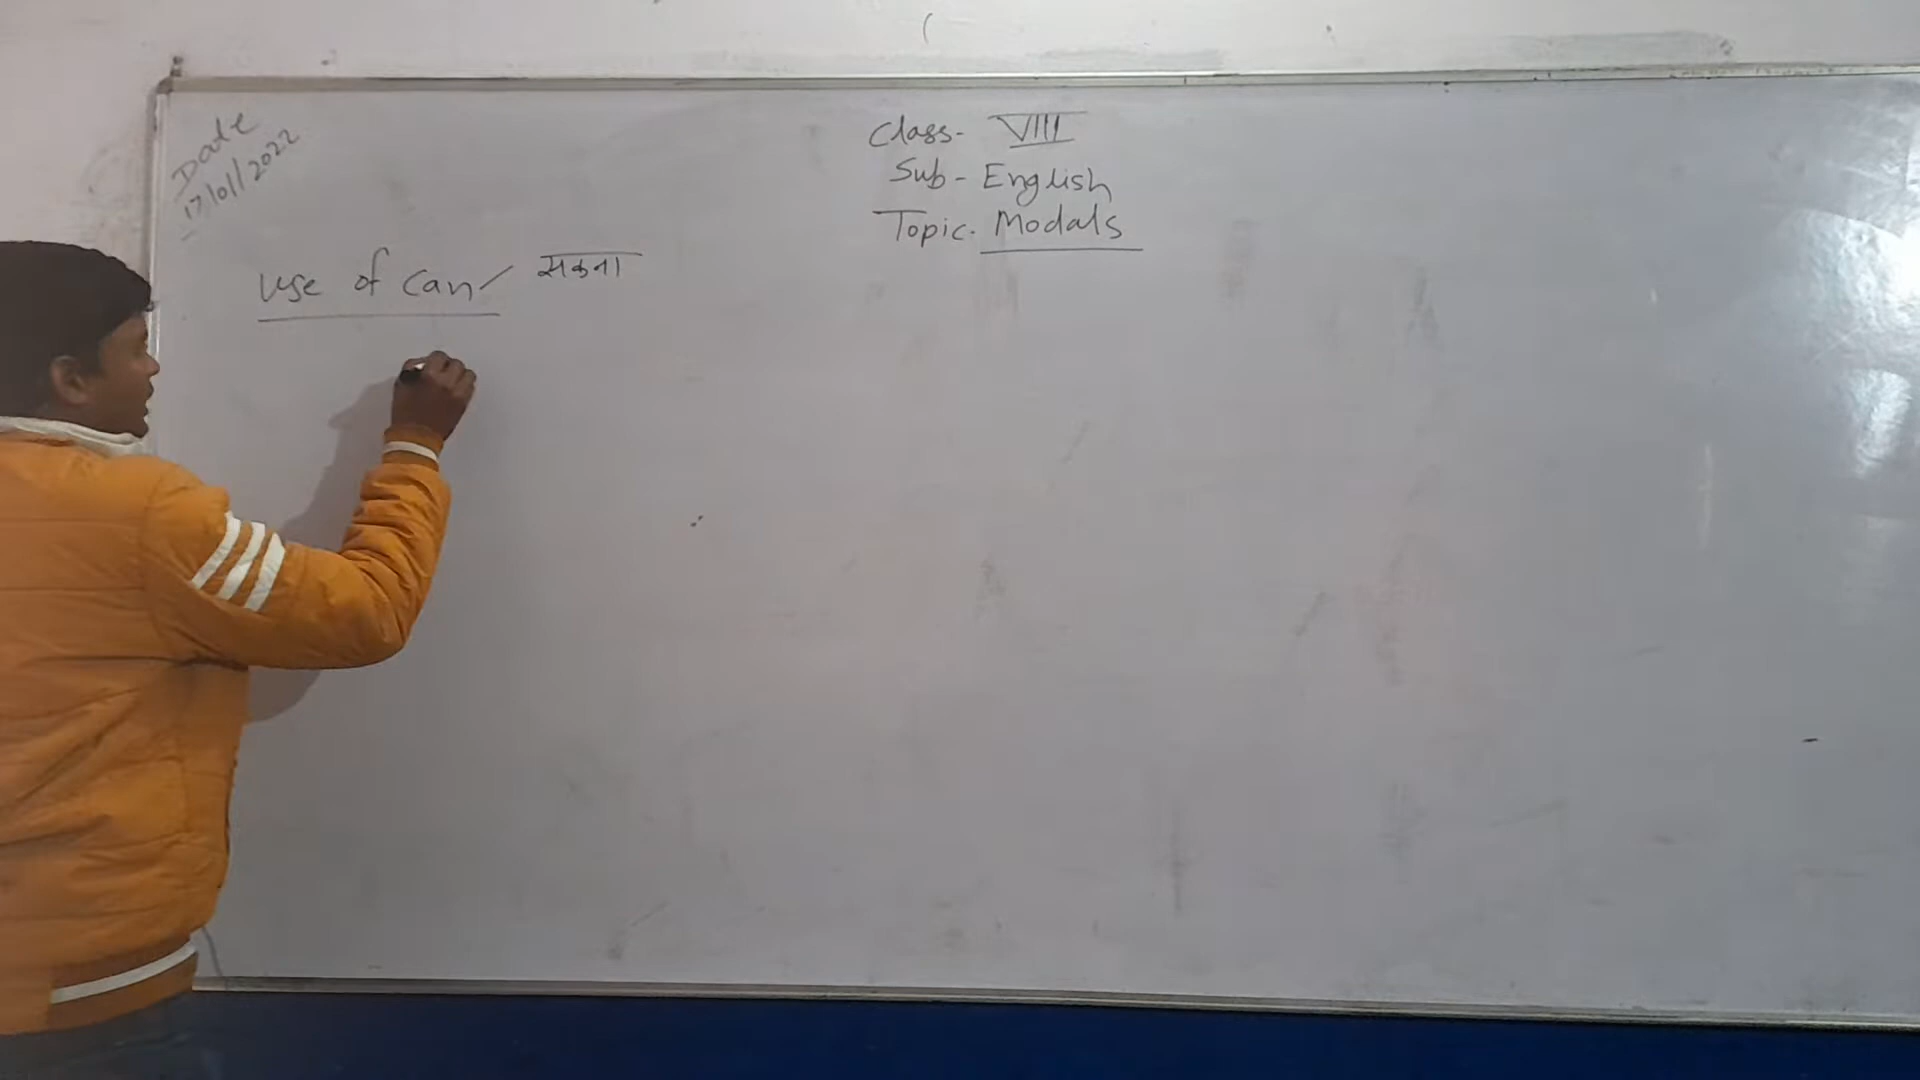 Date
17/01/2022
Class- VIII
Sub- English
Topic- Modals
Use of Can/ सकना